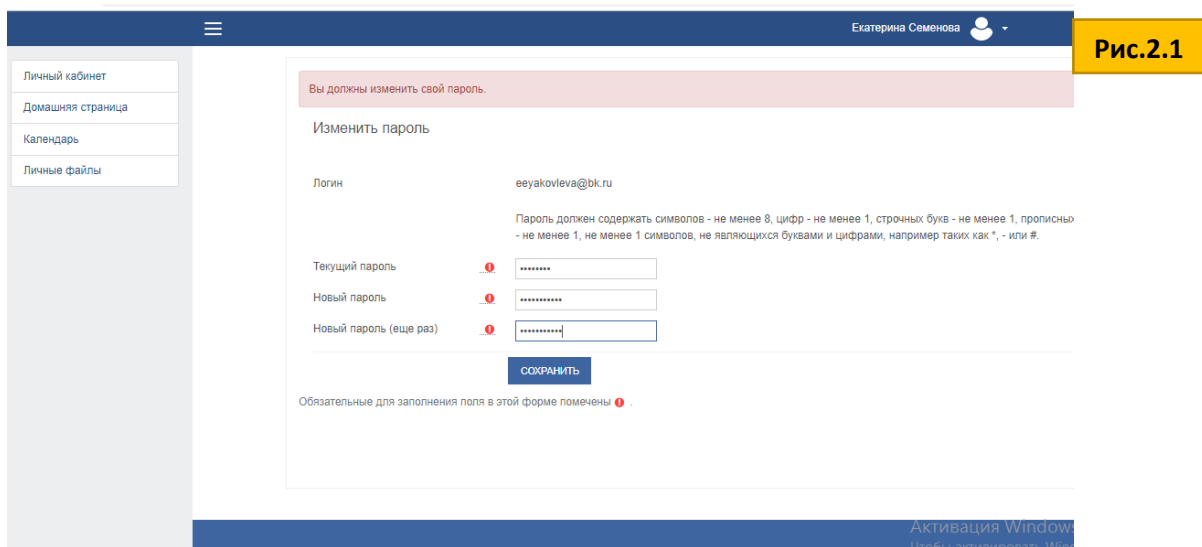 Екатерина Семенова
Рис.2.1
Личный кабинет
Домашняя страница
Календарь
Личные файлы
Вы должны изменить свой пароль.
Изменить пароль
Логин eeyakovleva@bk.ru
Пароль должен содержать символов - не менее 8, цифр - не менее 1, строчных букв - не менее 1, прописных
- не менее 1, не менее 1 символов, не являющихся буквами и цифрами, например таких как *, - или #.
Текущий пароль
Новый пароль
Новый пароль (еще раз)
СОХРАНИТЬ
Обязательные для заполнения поля в этой форме помечены .
Активация Windows
Чтобы активировать